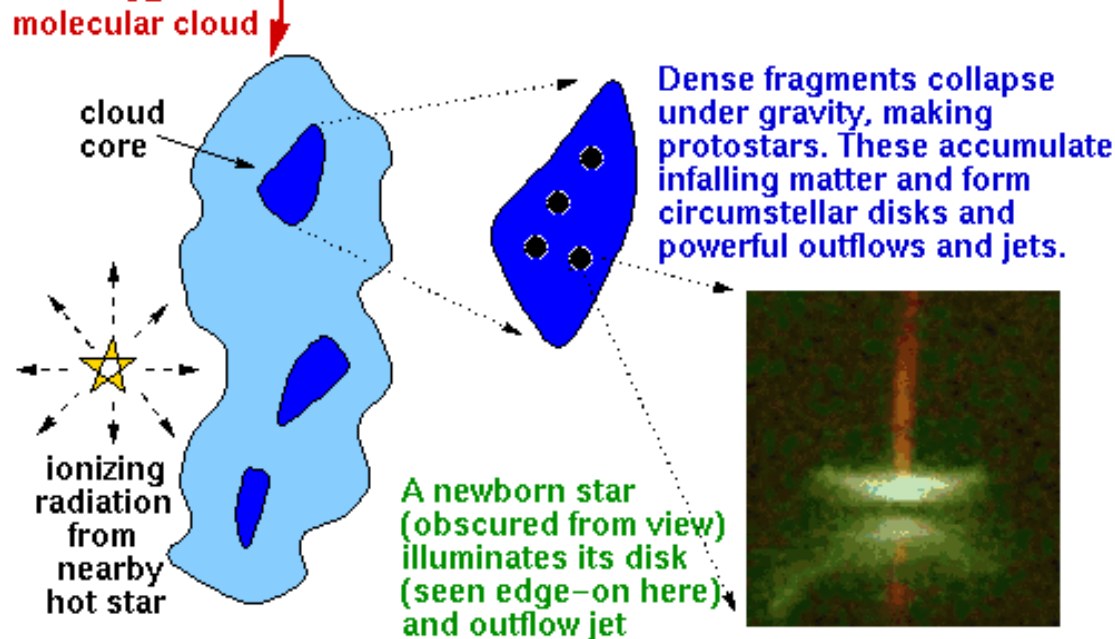 molecular cloud
cloud
core
Dense fragments collapse
under gravity, making
protostars. These accumulate
infalling matter and form
circumstellar disks and
powerful outflows and jets.
ionizing
radiation
from
nearby
hot star
A newborn star
(obscured from view)
illuminates its disk
(seen edge–on here)
and outflow jet